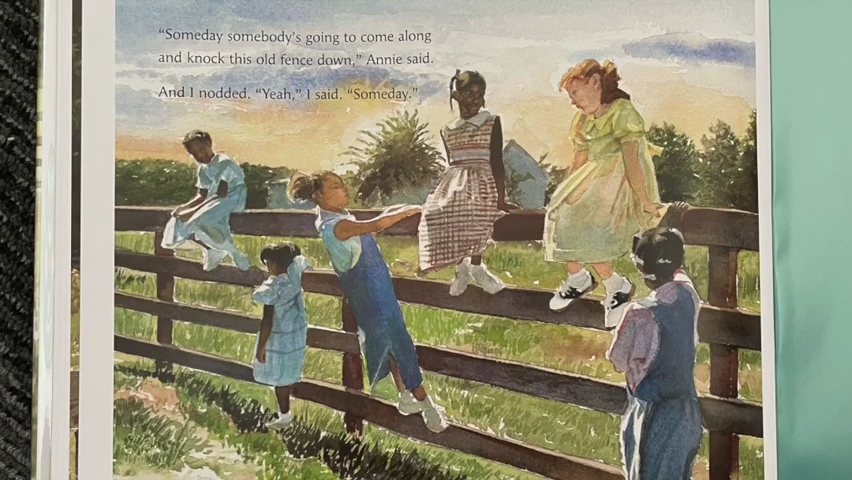 “Someday somebody’s going to come along
and knock this old fence down,” Annie said.
And I nodded. “Yeah,” I said. “Someday.”